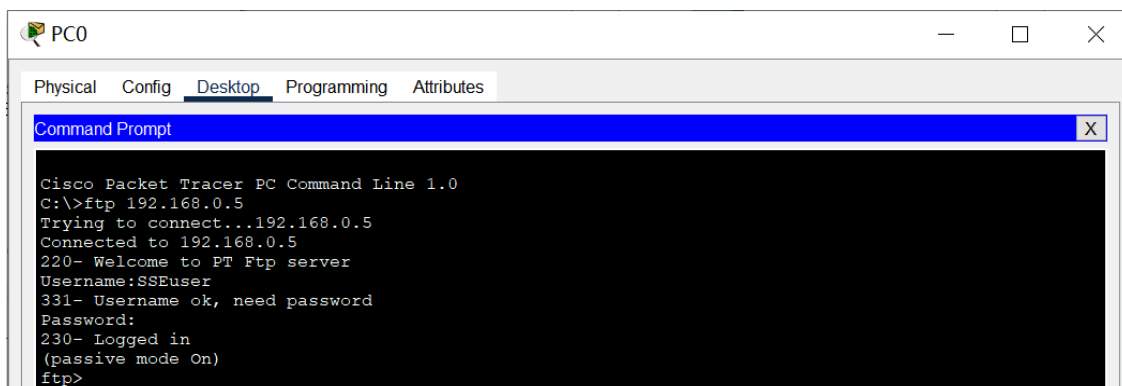 PC0
Physical Config Desktop Programming Attributes
Command Prompt
X
Cisco Packet Tracer PC Command Line 1.0
C:\>ftp 192.168.0.5
Trying to connect...192.168.0.5
Connected to 192.168.0.5
220- Welcome to PT Ftp server
Username:SSEuser
331- Username ok, need password
Password:
230- Logged in
(passive mode On)
ftp>